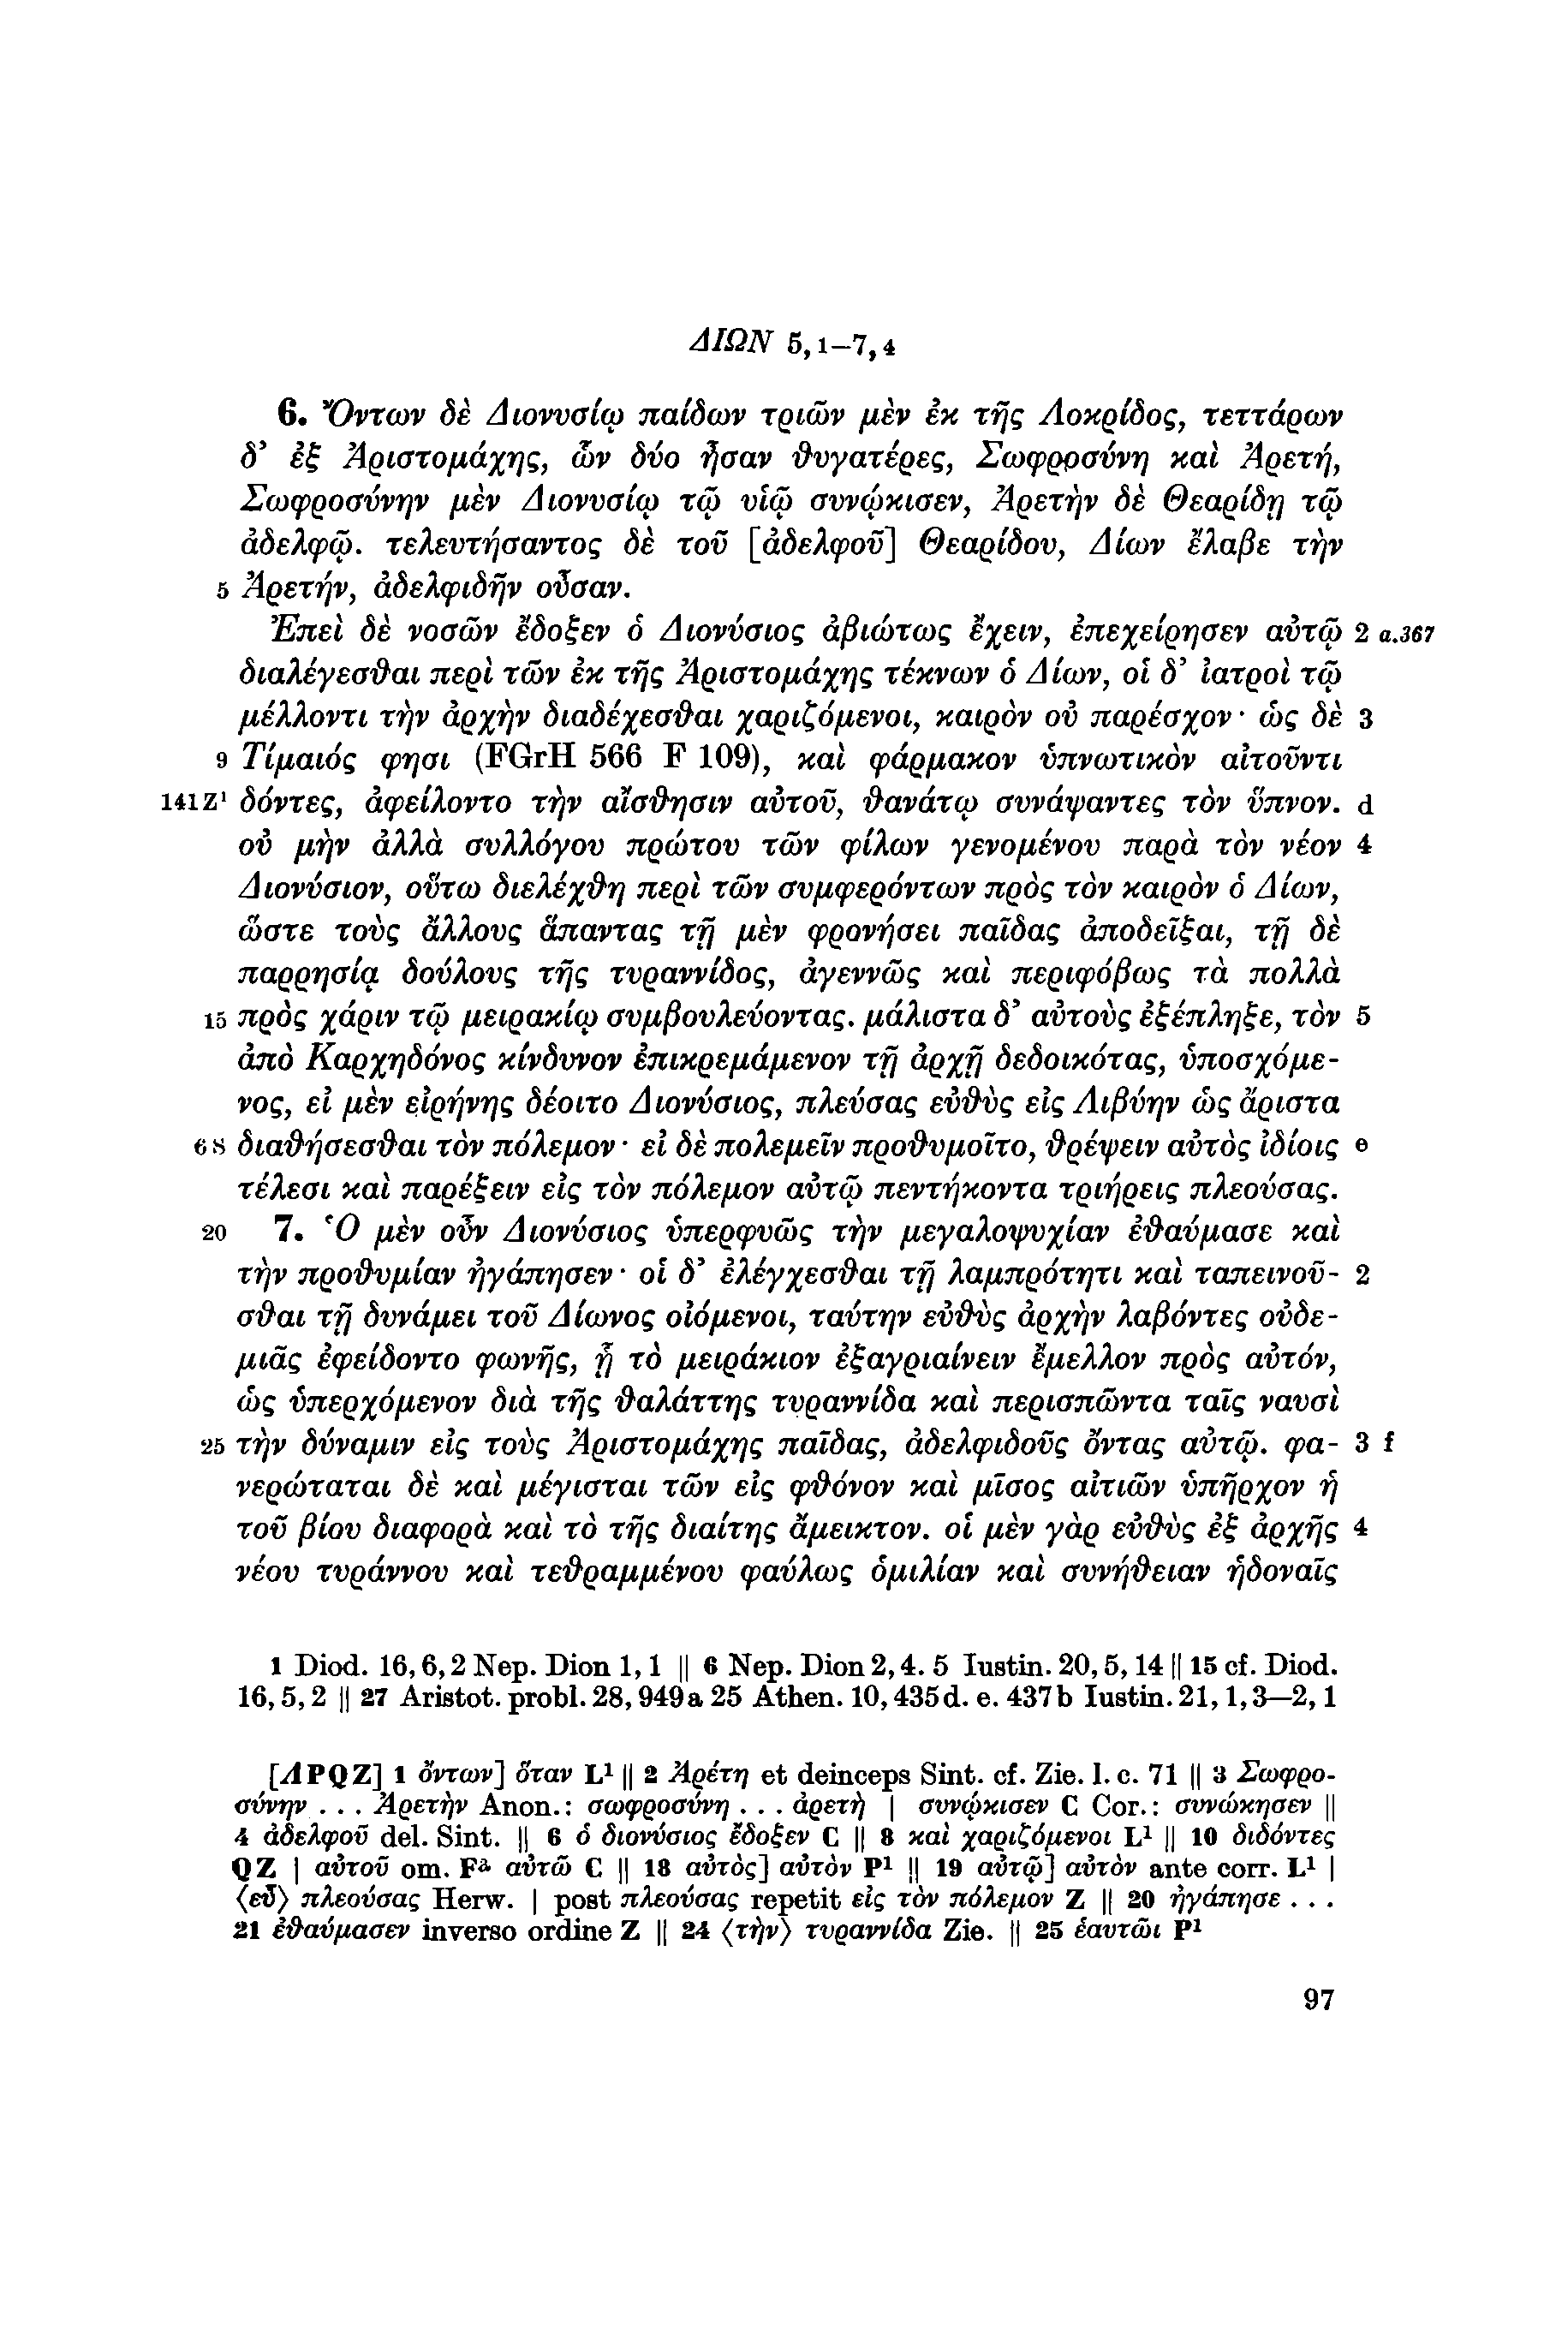 ΔΙΩΝ 5,1–7,4
6. Ὄντων δὲ Διονυσίῳ παίδων τριῶν μὲν ἐκ τῆς Λοκρίδος, τεττάρων
δ’ ἐξ Ἀριστομάχης, ὧν δύο ἦσαν θυγατέρες, Σωφροσύνη καὶ Ἀρετή,
Σωφροσύνην μὲν Διονυσίῳ τῷ υἱῷ συνῴκισεν, Ἀρετὴν δὲ Θεαρίδῃ τῷ
ἀδελφῷ. τελευτήσαντος δὲ τοῦ [ἀδελφοῦ] Θεαρίδου, Δίων ἔλαβε τὴν
5 Ἀρετήν, ἀδελφιδῆν οὖσαν.
Ἐπεὶ δὲ νοσῶν ἔδοξεν ὁ Διονύσιος ἀβιώτως ἔχειν, ἐπεχείρησεν αὐτῷ 2 a.367
διαλέγεσθαι περὶ τῶν ἐκ τῆς Ἀριστομάχης τέκνων ὁ Δίων, οἱ δ’ ἰατροὶ τῷ
μέλλοντι τὴν ἀρχὴν διαδέχεσθαι χαριζόμενοι, καιρὸν οὐ παρέσχον· ὡς δὲ 3
9 Τίμαιός φησι (FGrH 566 F 109), καὶ φάρμακον ὑπνωτικὸν αἰτοῦντι
141Z¹ δόντες, ἀφείλοντο τὴν αἴσθησιν αὐτοῦ, θανάτῳ συνάψαντες τὸν ὕπνον. d
οὐ μὴν ἀλλὰ συλλόγου πρώτου τῶν φίλων γενομένου παρὰ τὸν νέον 4
Διονύσιον, οὕτω διελέχθη περὶ τῶν συμφερόντων πρὸς τὸν καιρὸν ὁ Δίων,
ὥστε τοὺς ἄλλους ἅπαντας τῇ μὲν φρονήσει παῖδας ἀποδεῖξαι, τῇ δὲ
παρρησίᾳ δούλους τῆς τυραννίδος, ἀγεννῶς καὶ περιφόβως τὰ πολλὰ
15 πρὸς χάριν τῷ μειρακίῳ συμβουλεύοντας. μάλιστα δ’ αὐτοὺς ἐξέπληξε, τὸν 5
ἀπὸ Καρχηδόνος κίνδυνον ἐπικρεμάμενον τῇ ἀρχῇ δεδοικότας, ὑποσχόμε-
νος, εἰ μὲν εἰρήνης δέοιτο Διονύσιος, πλεύσας εὐθὺς εἰς Λιβύην ὡς ἄριστα
6S διαθήσεσθαι τὸν πόλεμον· εἰ δὲ πολεμεῖν προθυμοῖτο, θρέψειν αὐτὸς ἰδίοις e
τέλεσι καὶ παρέξειν εἰς τὸν πόλεμον αὐτῷ πεντήκοντα τριήρεις πλεούσας.
20 7. Ὁ μὲν οὖν Διονύσιος ὑπερφυῶς τὴν μεγαλοψυχίαν ἐθαύμασε καὶ
τὴν προθυμίαν ἠγάπησεν· οἱ δ’ ἐλέγχεσθαι τῇ λαμπρότητι καὶ ταπεινοῦ- 2
σθαι τῇ δυνάμει τοῦ Δίωνος οἰόμενοι, ταύτην εὐθὺς ἀρχὴν λαβόντες οὐδε-
μιᾶς ἐφείδοντο φωνῆς, ᾗ τὸ μειράκιον ἐξαγριαίνειν ἔμελλον πρὸς αὐτόν,
ὡς ὑπερχόμενον διὰ τῆς θαλάττης τυραννίδα καὶ περισπῶντα ταῖς ναυσὶ
25 τὴν δύναμιν εἰς τοὺς Ἀριστομάχης παῖδας, ἀδελφιδοῦς ὄντας αὐτῷ. φα- 3 f
νερώταται δὲ καὶ μέγισται τῶν εἰς φθόνον καὶ μῖσος αἰτιῶν ὑπῆρχον ἡ
τοῦ βίου διαφορὰ καὶ τὸ τῆς διαίτης ἄμεικτον. οἱ μὲν γὰρ εὐθὺς ἐξ ἀρχῆς 4
νέου τυράννου καὶ τεθραμμένου φαύλως ὁμιλίαν καὶ συνήθειαν ἡδοναῖς
1 Diod. 16,6,2 Nep. Dion 1,1 || 6 Nep. Dion 2,4. 5 Iustin. 20,5,14 || 15 cf. Diod.
16,5,2 || 27 Aristot. probl. 28,949a 25 Athen. 10,435d. e. 437b Iustin. 21,1,3–2,1
[ΛPQZ] 1 ὄντων] ὅταν L¹ || 2 Ἀρέτη et deinceps Sint. cf. Zie. l. c. 71 || 3 Σωφρο-
σύνην . . . Ἀρετὴν Anon.: σωφροσύνη . . . ἀρετὴ | συνῴκισεν C Cor.: συνώκησεν ||
4 ἀδελφοῦ del. Sint. || 6 ὁ διονύσιος ἔδοξεν C || 8 καὶ χαριζόμενοι L¹ || 10 διδόντες
QZ | αὐτοῦ om. Fᵃ αὐτῶ C || 18 αὐτὸς] αὐτὸν P¹ || 19 αὐτῷ] αὐτὸν ante corr. L¹ |
⟨εὖ⟩ πλεούσας Herw. | post πλεούσας repetit εἰς τὸν πόλεμον Z || 20 ἠγάπησε . . .
21 ἐθαύμασεν inverso ordine Z || 24 ⟨τὴν⟩ τυραννίδα Zie. || 25 ἑαυτῶι P¹
97